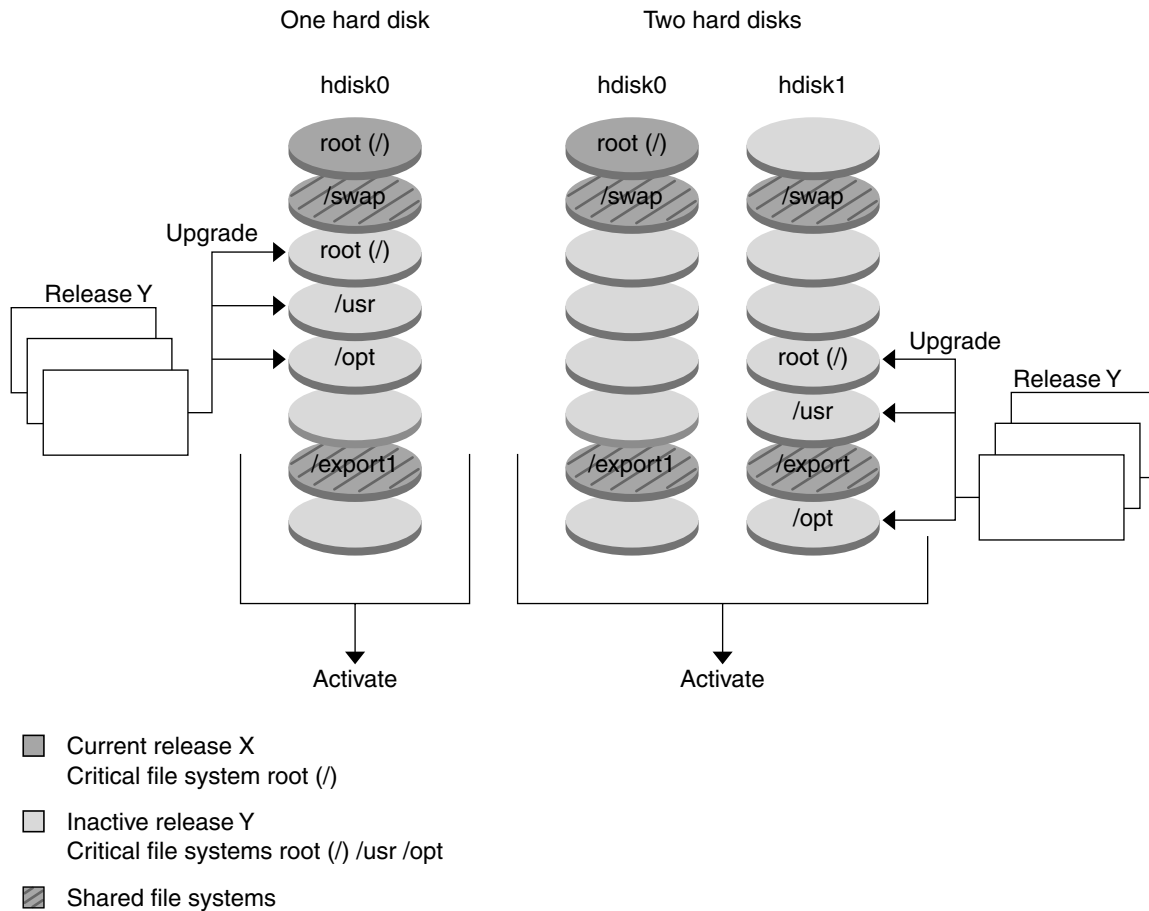 One hard disk
Two hard disks
hdisk0
hdisk0
hdisk1
root (/)
root (/)
/swap
/swap
/swap
Upgrade
root (/)
Release Y
/usr
/opt
root (/)
Upgrade
Release Y
/usr
/export1
/export1
/export
/opt
Activate
Activate
Current release X
Critical file system root (/)
Inactive release Y
Critical file systems root (/) /usr /opt
Shared file systems